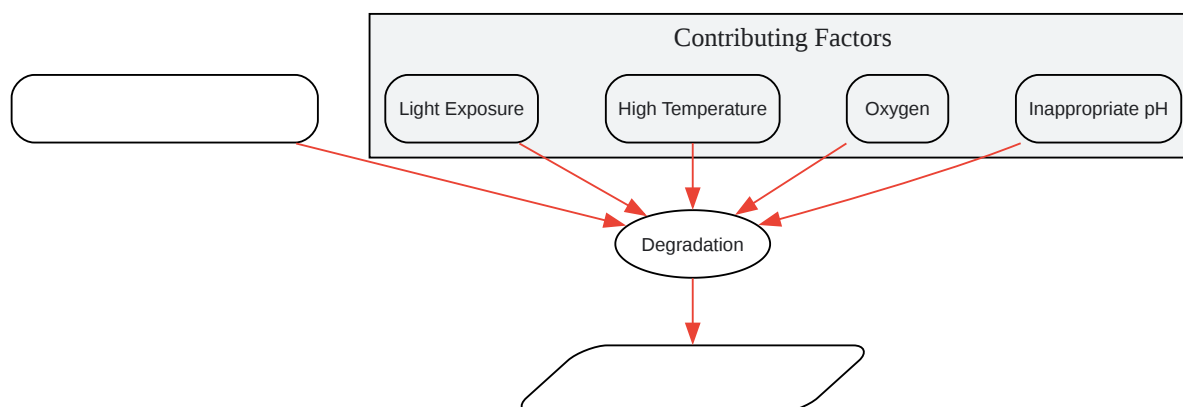 Contributing Factors
Light Exposure
High Temperature
Oxygen
Inappropriate pH
Degradation